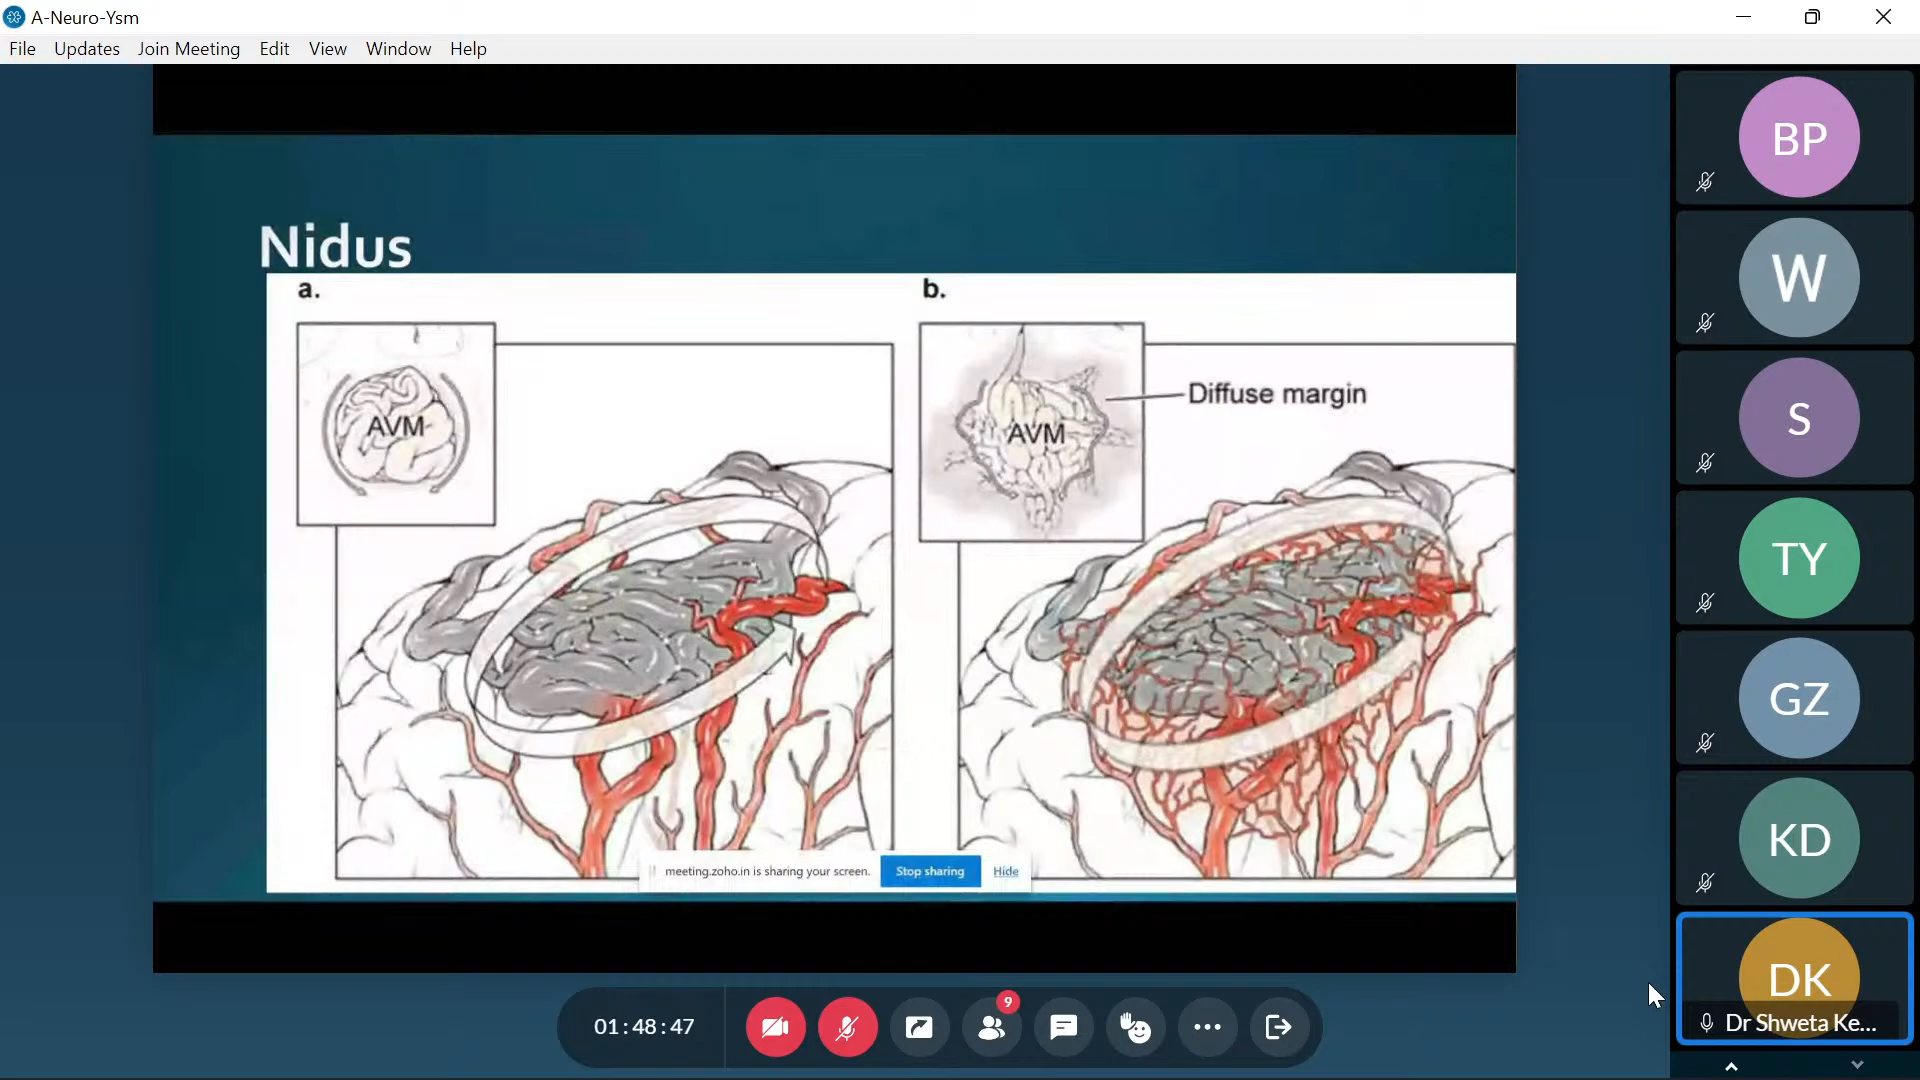 A-Neuro-Ysm
File Updates Join Meeting Edit View Window Help
Nidus
a.
b.
AVM
AVM
Diffuse margin
meeting.zoho.in is sharing your screen. Stop sharing Hide
BP
W
S
TY
GZ
KD
DK
Dr Shweta Ke...
01:48:47
9